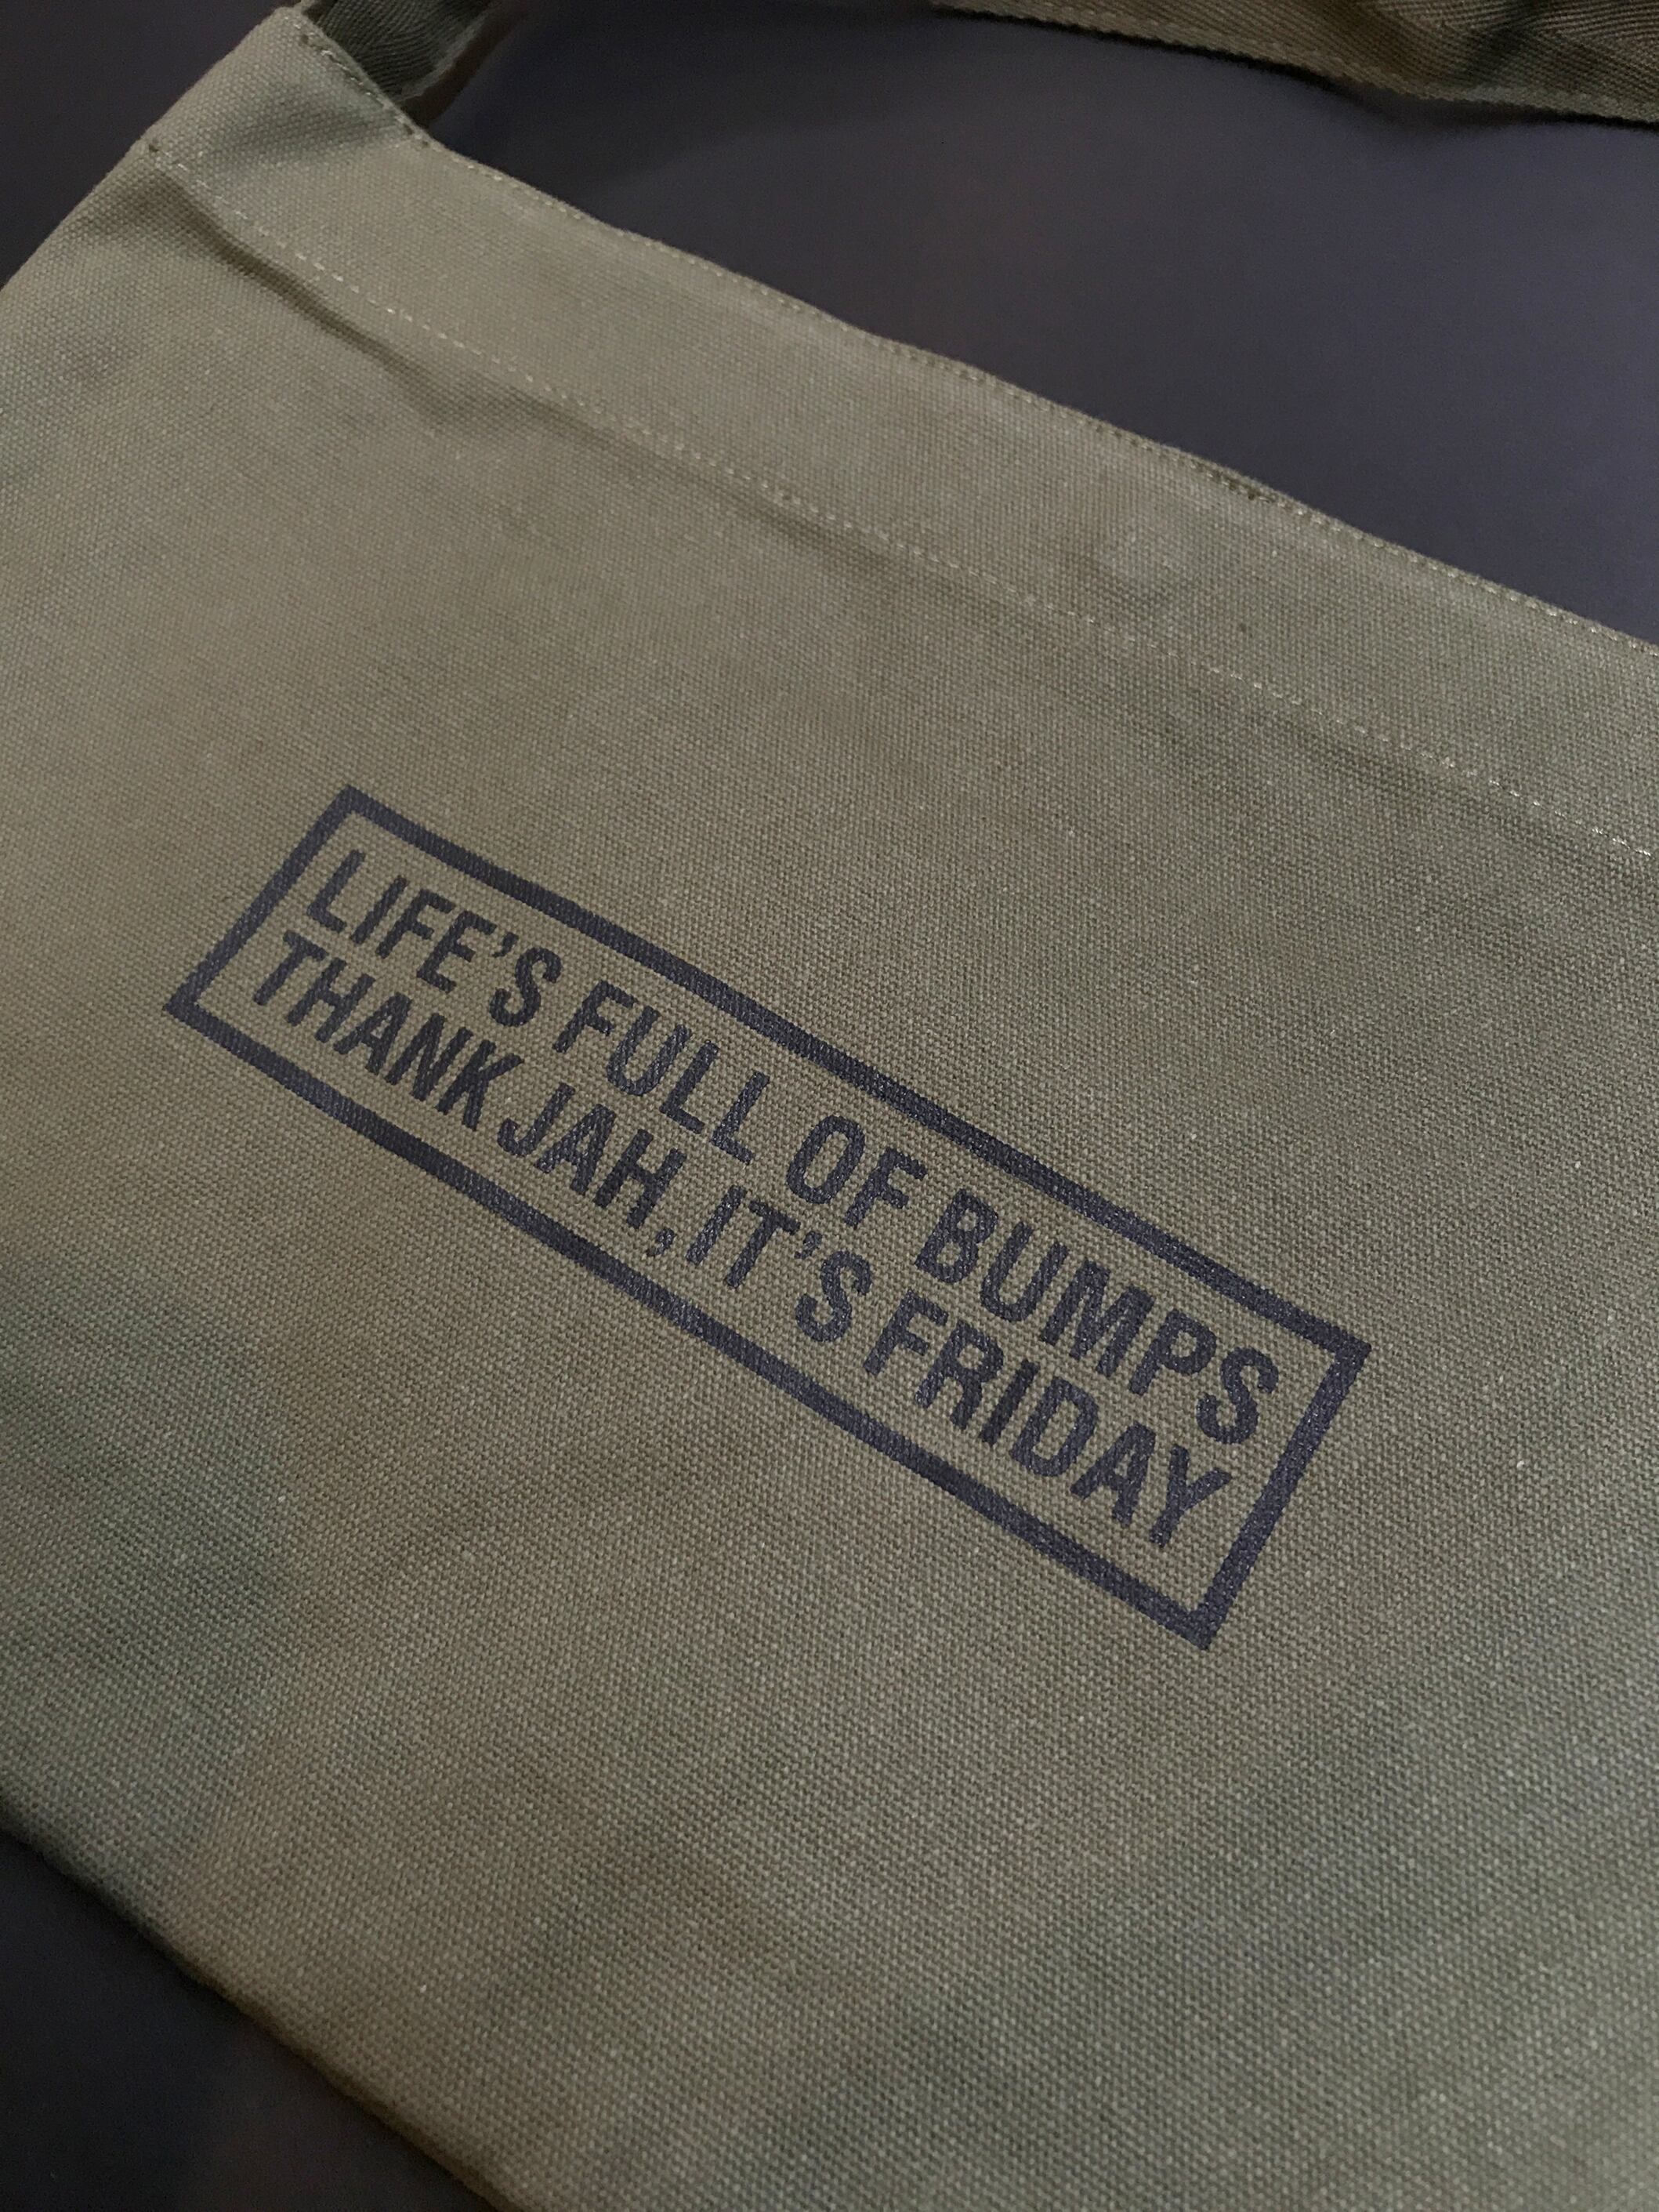 LIFE'S FULL OF BUMPS
THANK JAH, IT'S FRIDAY